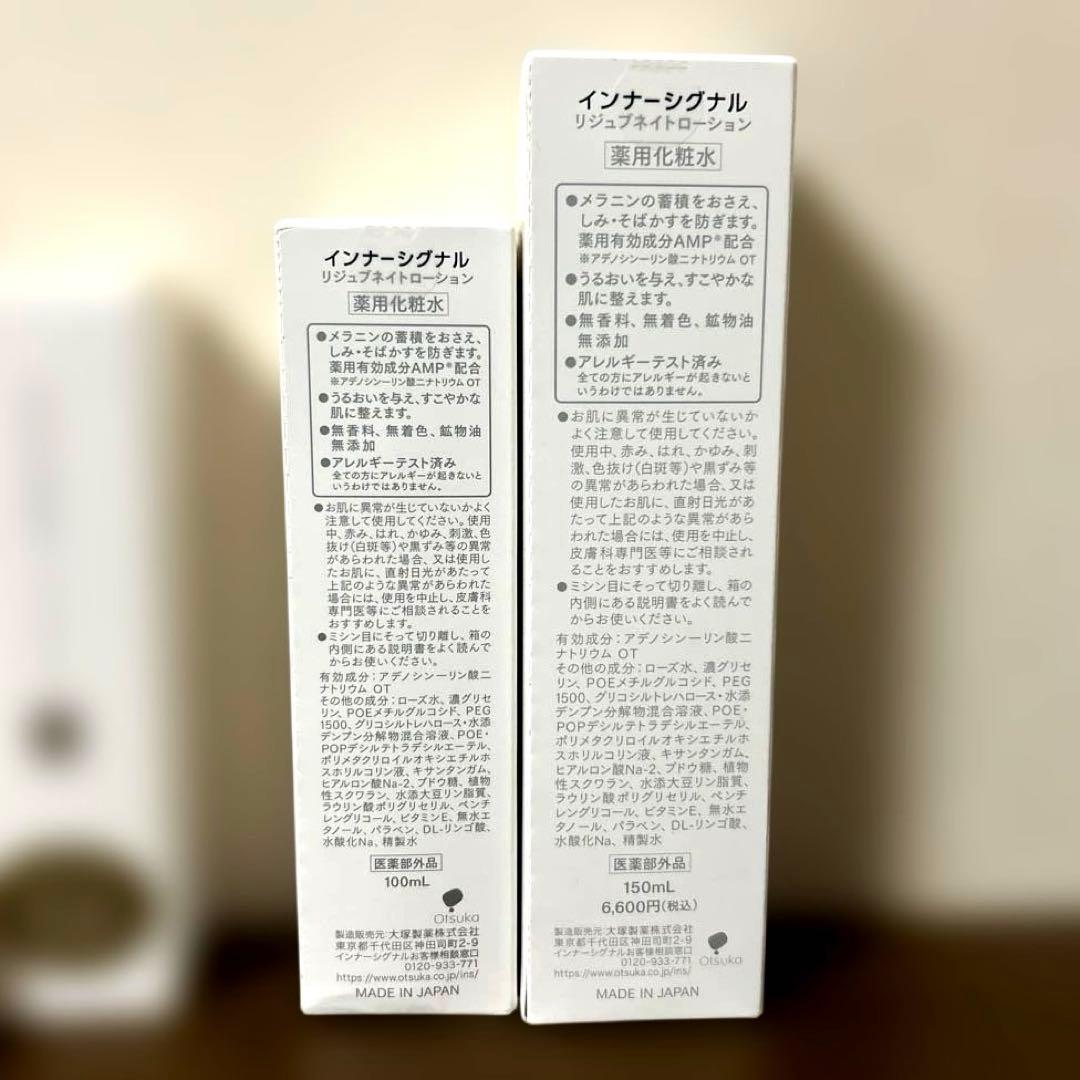 インナーシグナル
リジュブネイトローション
薬用化粧水
●メラニンの蓄積をおさえ、
しみ・そばかすを防ぎます。
薬用有効成分AMP※配合
※アデノシン一リン酸二ナトリウム OT
●うるおいを与え、すこやかな
肌に整えます。
●無香料、無着色、鉱物油
無添加
●アレルギーテスト済み
全ての方にアレルギーが起きないと
いうわけではありません。
●お肌に異常が生じていないかよく
注意して使用してください。使用
中、赤み、はれ、かゆみ、刺激、色
抜け(白斑等)や黒ずみ等の異常
があらわれた場合、又は使用し
たお肌に、直射日光があたって
上記のような異常があらわれた
場合には、使用を中止し、皮膚科
専門医等にご相談されることを
おすすめします。
●ミシン目にそって切り離し、箱の
内側にある説明書をよく読んで
からお使いください。
有効成分：アデノシン一リン酸二
ナトリウム OT
その他の成分：ローズ水、濃グリセ
リン、POEメチルグルコシド、PEG
1500、グリコシルトレハロース・水添
デンプン分解物混合溶液、POE・
POPデシルテトラデシルエーテル、
ポリメタクリロイルオキシエチルホ
スホリルコリン液、キサンタンガム、
ヒアルロン酸Na-2、ブドウ糖、植物
性スクワラン、水添大豆リン脂質、
ラウリン酸ポリグリセリル、ペンチ
レングリコール、ビタミンE、無水エ
タノール、パラベン、DL-リンゴ酸、
水酸化Na、精製水
医薬部外品
100mL
Otsuka
製造販売元：大塚製薬株式会社
東京都千代田区神田司町2-9
インナーシグナルお客様相談窓口
0120-933-771
https://www.otsuka.co.jp/ins/
MADE IN JAPAN
インナーシグナル
リジュブネイトローション
薬用化粧水
●メラニンの蓄積をおさえ、
しみ・そばかすを防ぎます。
薬用有効成分AMP※配合
※アデノシン一リン酸二ナトリウム OT
●うるおいを与え、すこやかな
肌に整えます。
●無香料、無着色、鉱物油
無添加
●アレルギーテスト済み
全ての方にアレルギーが起きないと
いうわけではありません。
●お肌に異常が生じていないか
よく注意して使用してください。
使用中、赤み、はれ、かゆみ、刺
激、色抜け(白斑等)や黒ずみ等
の異常があらわれた場合、又は
使用したお肌に、直射日光があ
たって上記のような異常があら
われた場合には、使用を中止し、
皮膚科専門医等にご相談され
ることをおすすめします。
●ミシン目にそって切り離し、箱の
内側にある説明書をよく読んで
からお使いください。
有効成分：アデノシン一リン酸二
ナトリウム OT
その他の成分：ローズ水、濃グリセ
リン、POEメチルグルコシド、PEG
1500、グリコシルトレハロース・水添
デンプン分解物混合溶液、POE・
POPデシルテトラデシルエーテル、
ポリメタクリロイルオキシエチルホ
スホリルコリン液、キサンタンガム、
ヒアルロン酸Na-2、ブドウ糖、植物
性スクワラン、水添大豆リン脂質、
ラウリン酸ポリグリセリル、ペンチ
レングリコール、ビタミンE、無水エ
タノール、パラベン、DL-リンゴ酸、
水酸化Na、精製水
医薬部外品
150mL
6,600円(税込)
製造販売元：大塚製薬株式会社
東京都千代田区神田司町2-9
インナーシグナルお客様相談窓口
0120-933-771
https://www.otsuka.co.jp/ins/
Otsuka
MADE IN JAPAN